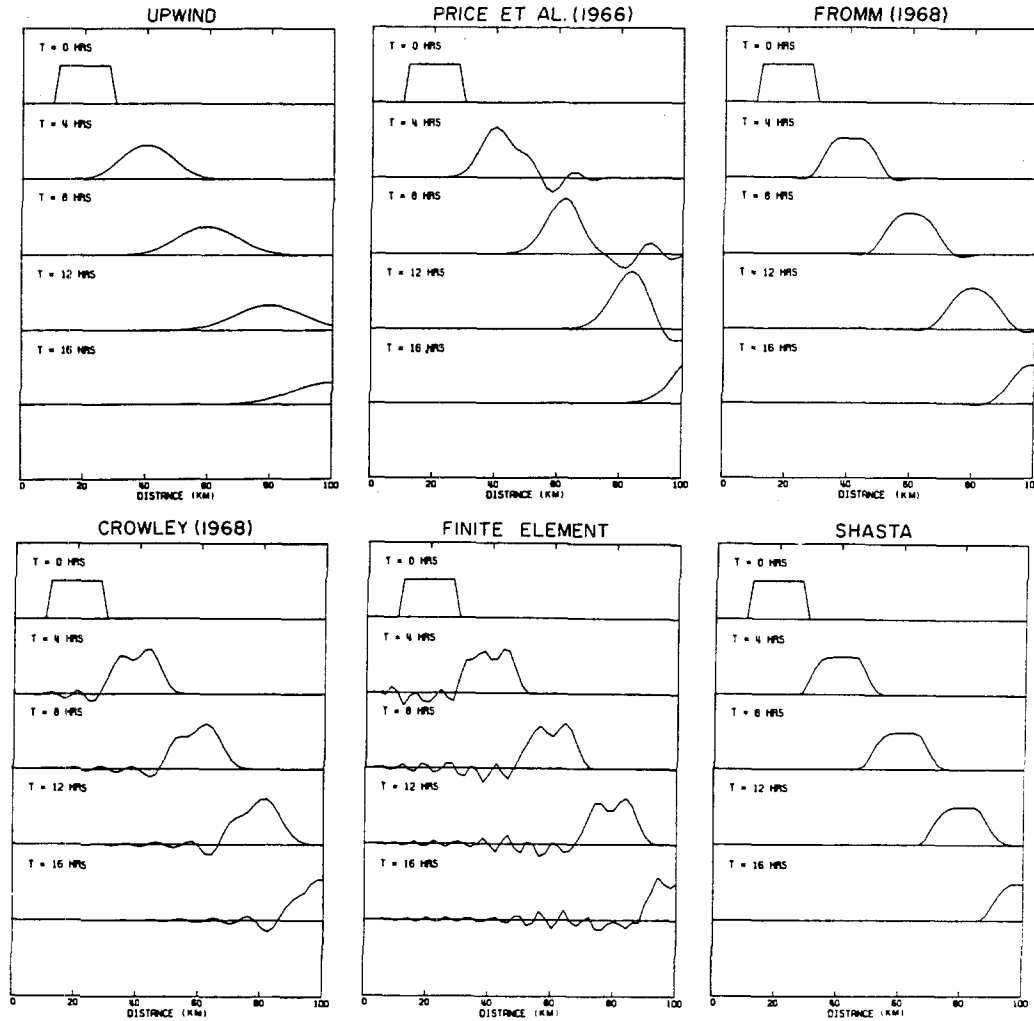 UPWIND
T = 0 HRS
T = 4 HRS
T = 8 HRS
T = 12 HRS
T = 16 HRS
0 20 40 60 80 100
DISTANCE (KM)
PRICE ET AL. (1966)
T = 0 HRS
T = 4 HRS
T = 8 HRS
T = 12 HRS
T = 16 HRS
0 20 40 60 80 100
DISTANCE (KM)
FROMM (1968)
T = 0 HRS
T = 4 HRS
T = 8 HRS
T = 12 HRS
T = 16 HRS
0 20 40 60 80 100
DISTANCE (KM)
CROWLEY (1968)
T = 0 HRS
T = 4 HRS
T = 8 HRS
T = 12 HRS
T = 16 HRS
0 20 40 60 80 100
DISTANCE (KM)
FINITE ELEMENT
T = 0 HRS
T = 4 HRS
T = 8 HRS
T = 12 HRS
T = 16 HRS
0 20 40 60 80 100
DISTANCE (KM)
SHASTA
T = 0 HRS
T = 4 HRS
T = 8 HRS
T = 12 HRS
T = 16 HRS
0 20 40 60 80 100
DISTANCE (KM)